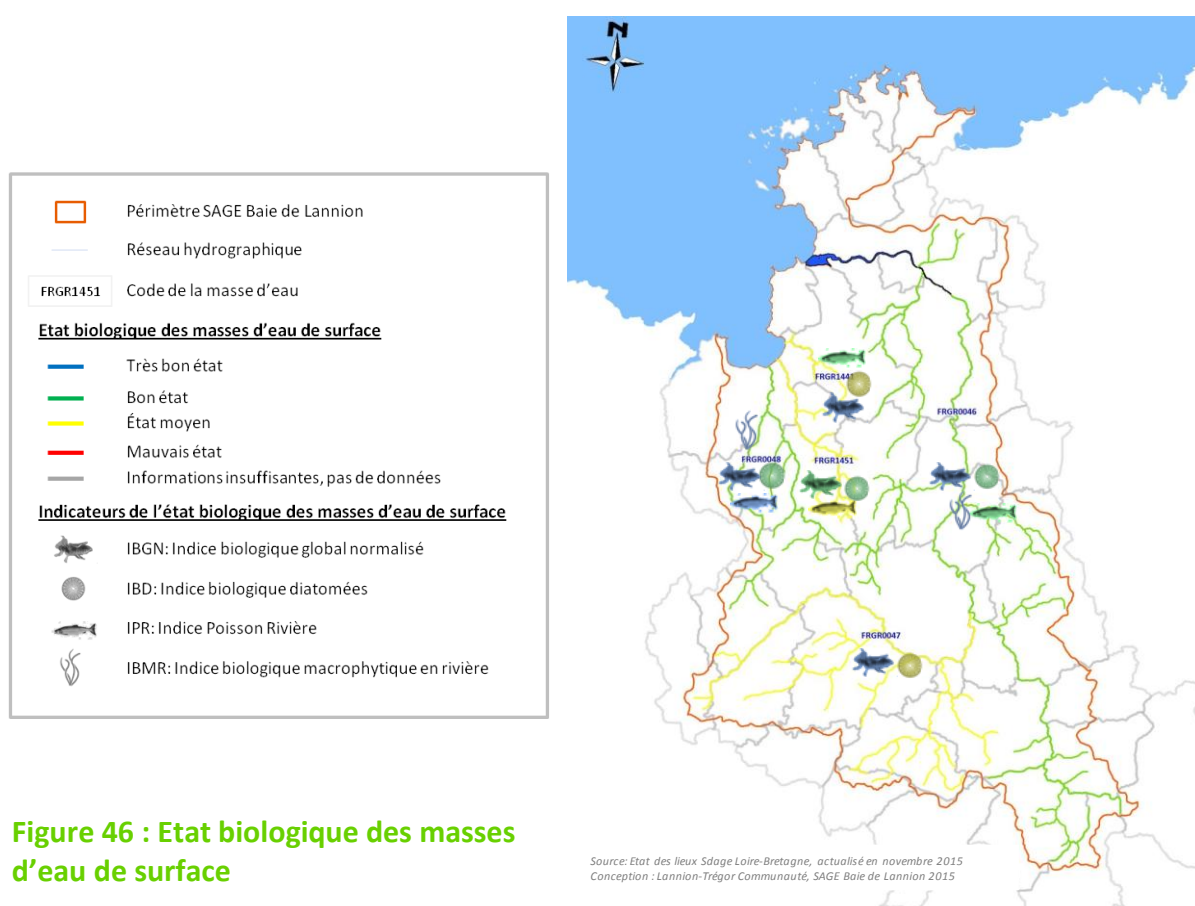 N
Périmètre SAGE Baie de Lannion
Réseau hydrographique
FRGR1451 Code de la masse d'eau
Etat biologique des masses d'eau de surface
Très bon état
Bon état
État moyen
Mauvais état
Informations insuffisantes, pas de données
Indicateurs de l'état biologique des masses d'eau de surface
IBGN: Indice biologique global normalisé
IBD: Indice biologique diatomées
IPR: Indice Poisson Rivière
IBMR: Indice biologique macrophytique en rivière
FRGR0046
FRGR0048
FRGR1451
FRGR0047
Figure 46 : Etat biologique des masses
d'eau de surface
Source: Etat des lieux Sdage Loire-Bretagne, actualisé en novembre 2015
Conception : Lannion-Trégor Communauté, SAGE Baie de Lannion 2015